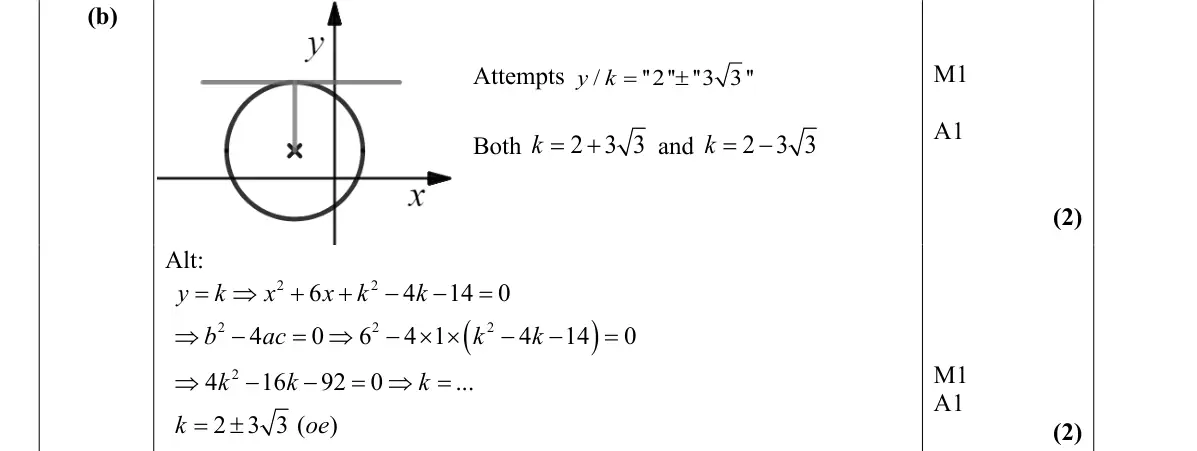 (b)
y
x
Attempts y / k = "2"± "3√3"
M1
Both k = 2 + 3√3 and k = 2 − 3√3
A1
(2)
Alt:
y = k ⇒ x² + 6x + k² − 4k − 14 = 0
⇒ b² − 4ac = 0 ⇒ 6² − 4×1×(k² − 4k − 14) = 0
⇒ 4k² − 16k − 92 = 0 ⇒ k = ...
M1
k = 2 ± 3√3 (oe)
A1
(2)